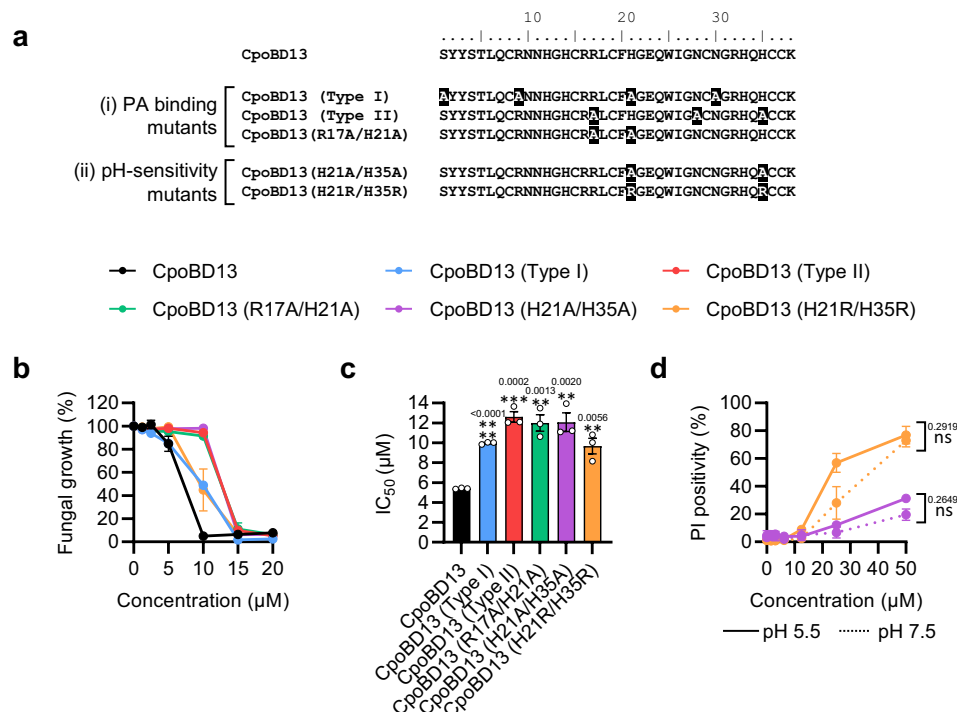 a
10 20 30
....|....|....|....|....|....|....|...
CpoBD13 SYYSTLQCRNNHGHCRRLCFHGEQWIGNCNGRHQHCCK
(i) PA binding mutants
CpoBD13 (Type I) AYYSTLQCANNHGHCRRLCFAGEQWIGNCAGRHQHCCK
CpoBD13 (Type II) SYYSTLQCRNNHGHCRALCFHGEQWIGACNGRHQACCK
CpoBD13(R17A/H21A) SYYSTLQCRNNHGHCRALCFAGEQWIGNCNGRHQHCCK
(ii) pH-sensitivity mutants
CpoBD13(H21A/H35A) SYYSTLQCRNNHGHCRRLCFAGEQWIGNCNGRHQACCK
CpoBD13(H21R/H35R) SYYSTLQCRNNHGHCRRLCFRGEQWIGNCNGRHQRCCK
CpoBD13 CpoBD13 (Type I) CpoBD13 (Type II)
CpoBD13 (R17A/H21A) CpoBD13 (H21A/H35A) CpoBD13 (H21R/H35R)
b
Fungal growth (%)
120
100
80
60
40
20
0
0 5 10 15 20
Concentration (µM)
c
IC50 (µM)
14
12
10
8
6
4
2
0
<0.0001
**
**
0.0002
***
0.0013
**
0.0020
**
0.0056
**
CpoBD13
CpoBD13 (Type I)
CpoBD13 (Type II)
CpoBD13 (R17A/H21A)
CpoBD13 (H21A/H35A)
CpoBD13 (H21R/H35R)
d
PI positivity (%)
100
80
60
40
20
0
0 10 20 30 40 50
Concentration (µM)
0.2919
ns
0.2649
ns
pH 5.5 pH 7.5